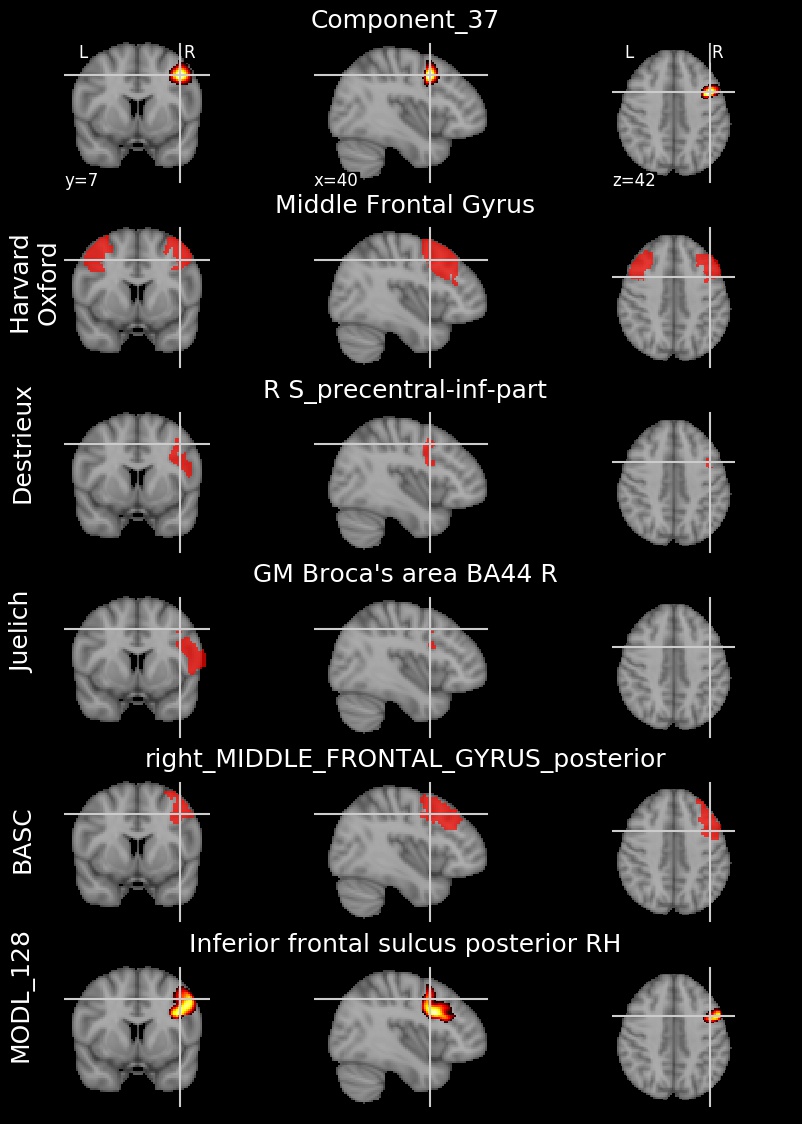 Component_37
L R L R
y=7 x=40 z=42
Middle Frontal Gyrus
Harvard
Oxford
R S_precentral-inf-part
Destrieux
GM Broca's area BA44 R
Juelich
right_MIDDLE_FRONTAL_GYRUS_posterior
BASC
Inferior frontal sulcus posterior RH
MODL_128